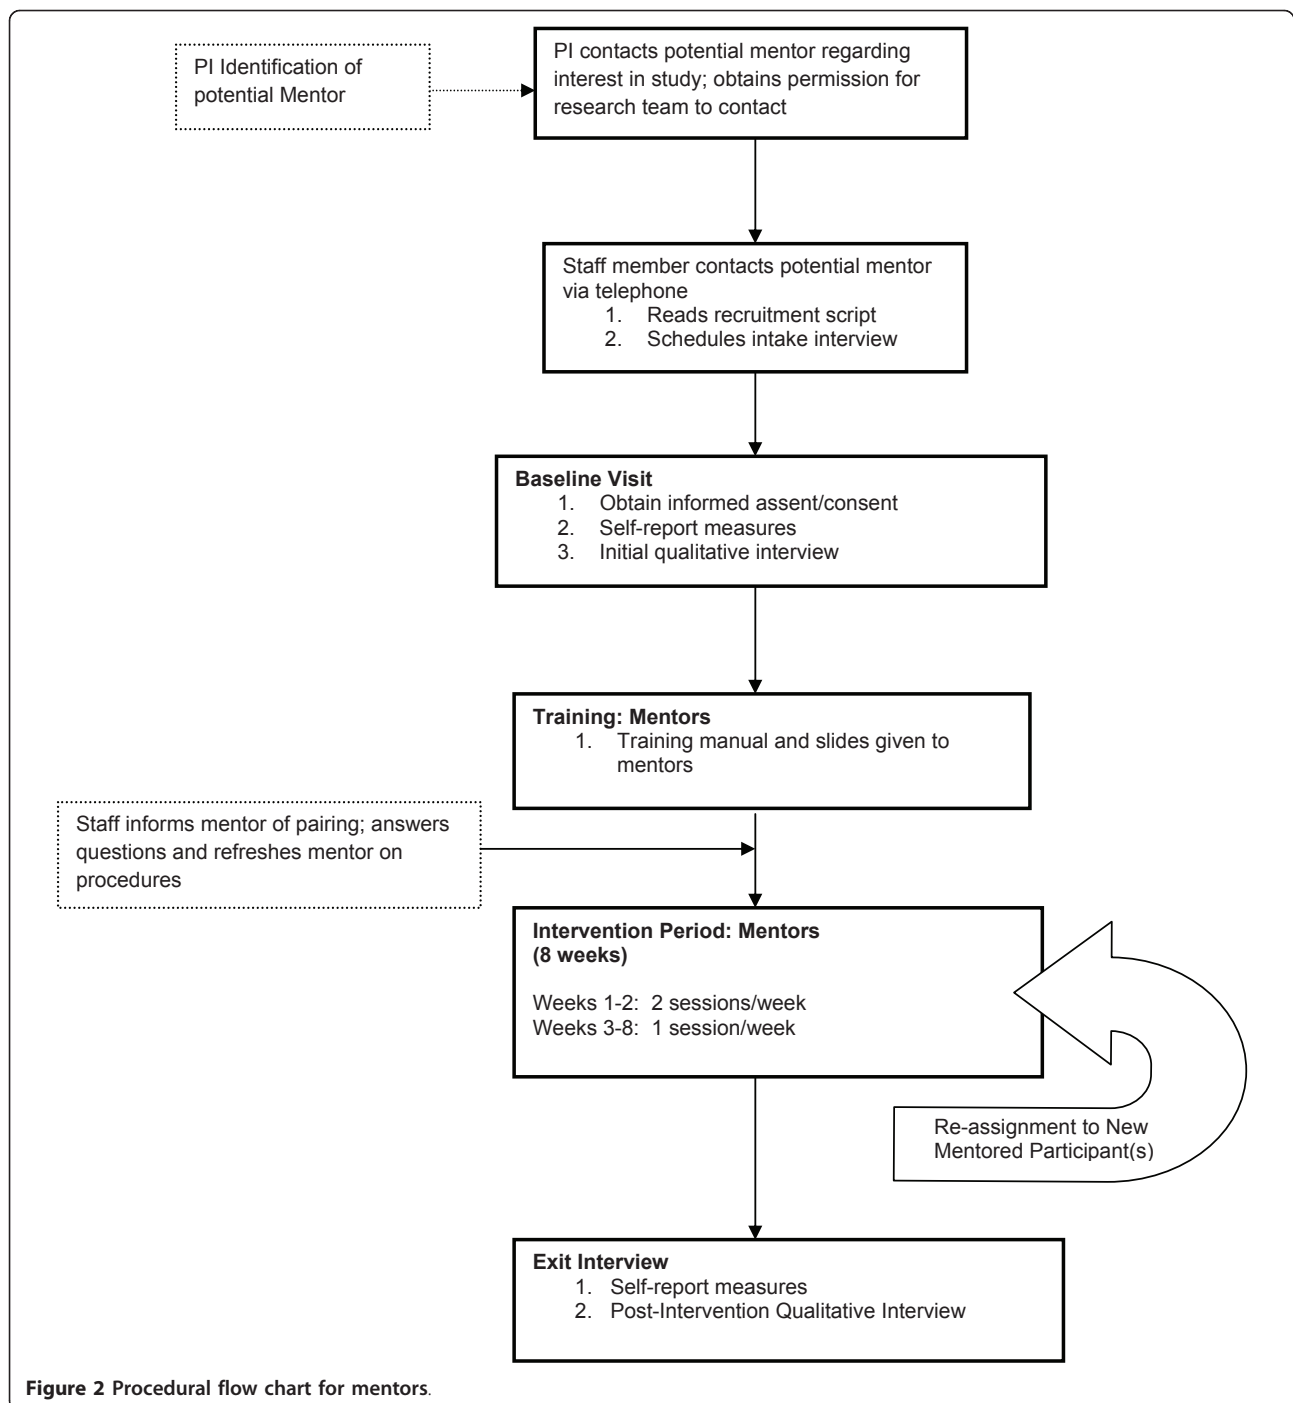 PI Identification of
potential Mentor
PI contacts potential mentor regarding
interest in study; obtains permission for
research team to contact
Staff member contacts potential mentor
via telephone
1. Reads recruitment script
2. Schedules intake interview
Baseline Visit
1. Obtain informed assent/consent
2. Self-report measures
3. Initial qualitative interview
Training: Mentors
1. Training manual and slides given to
mentors
Staff informs mentor of pairing; answers
questions and refreshes mentor on
procedures
Intervention Period: Mentors
(8 weeks)
Weeks 1-2: 2 sessions/week
Weeks 3-8: 1 session/week
Re-assignment to New
Mentored Participant(s)
Exit Interview
1. Self-report measures
2. Post-Intervention Qualitative Interview
Figure 2 Procedural flow chart for mentors.